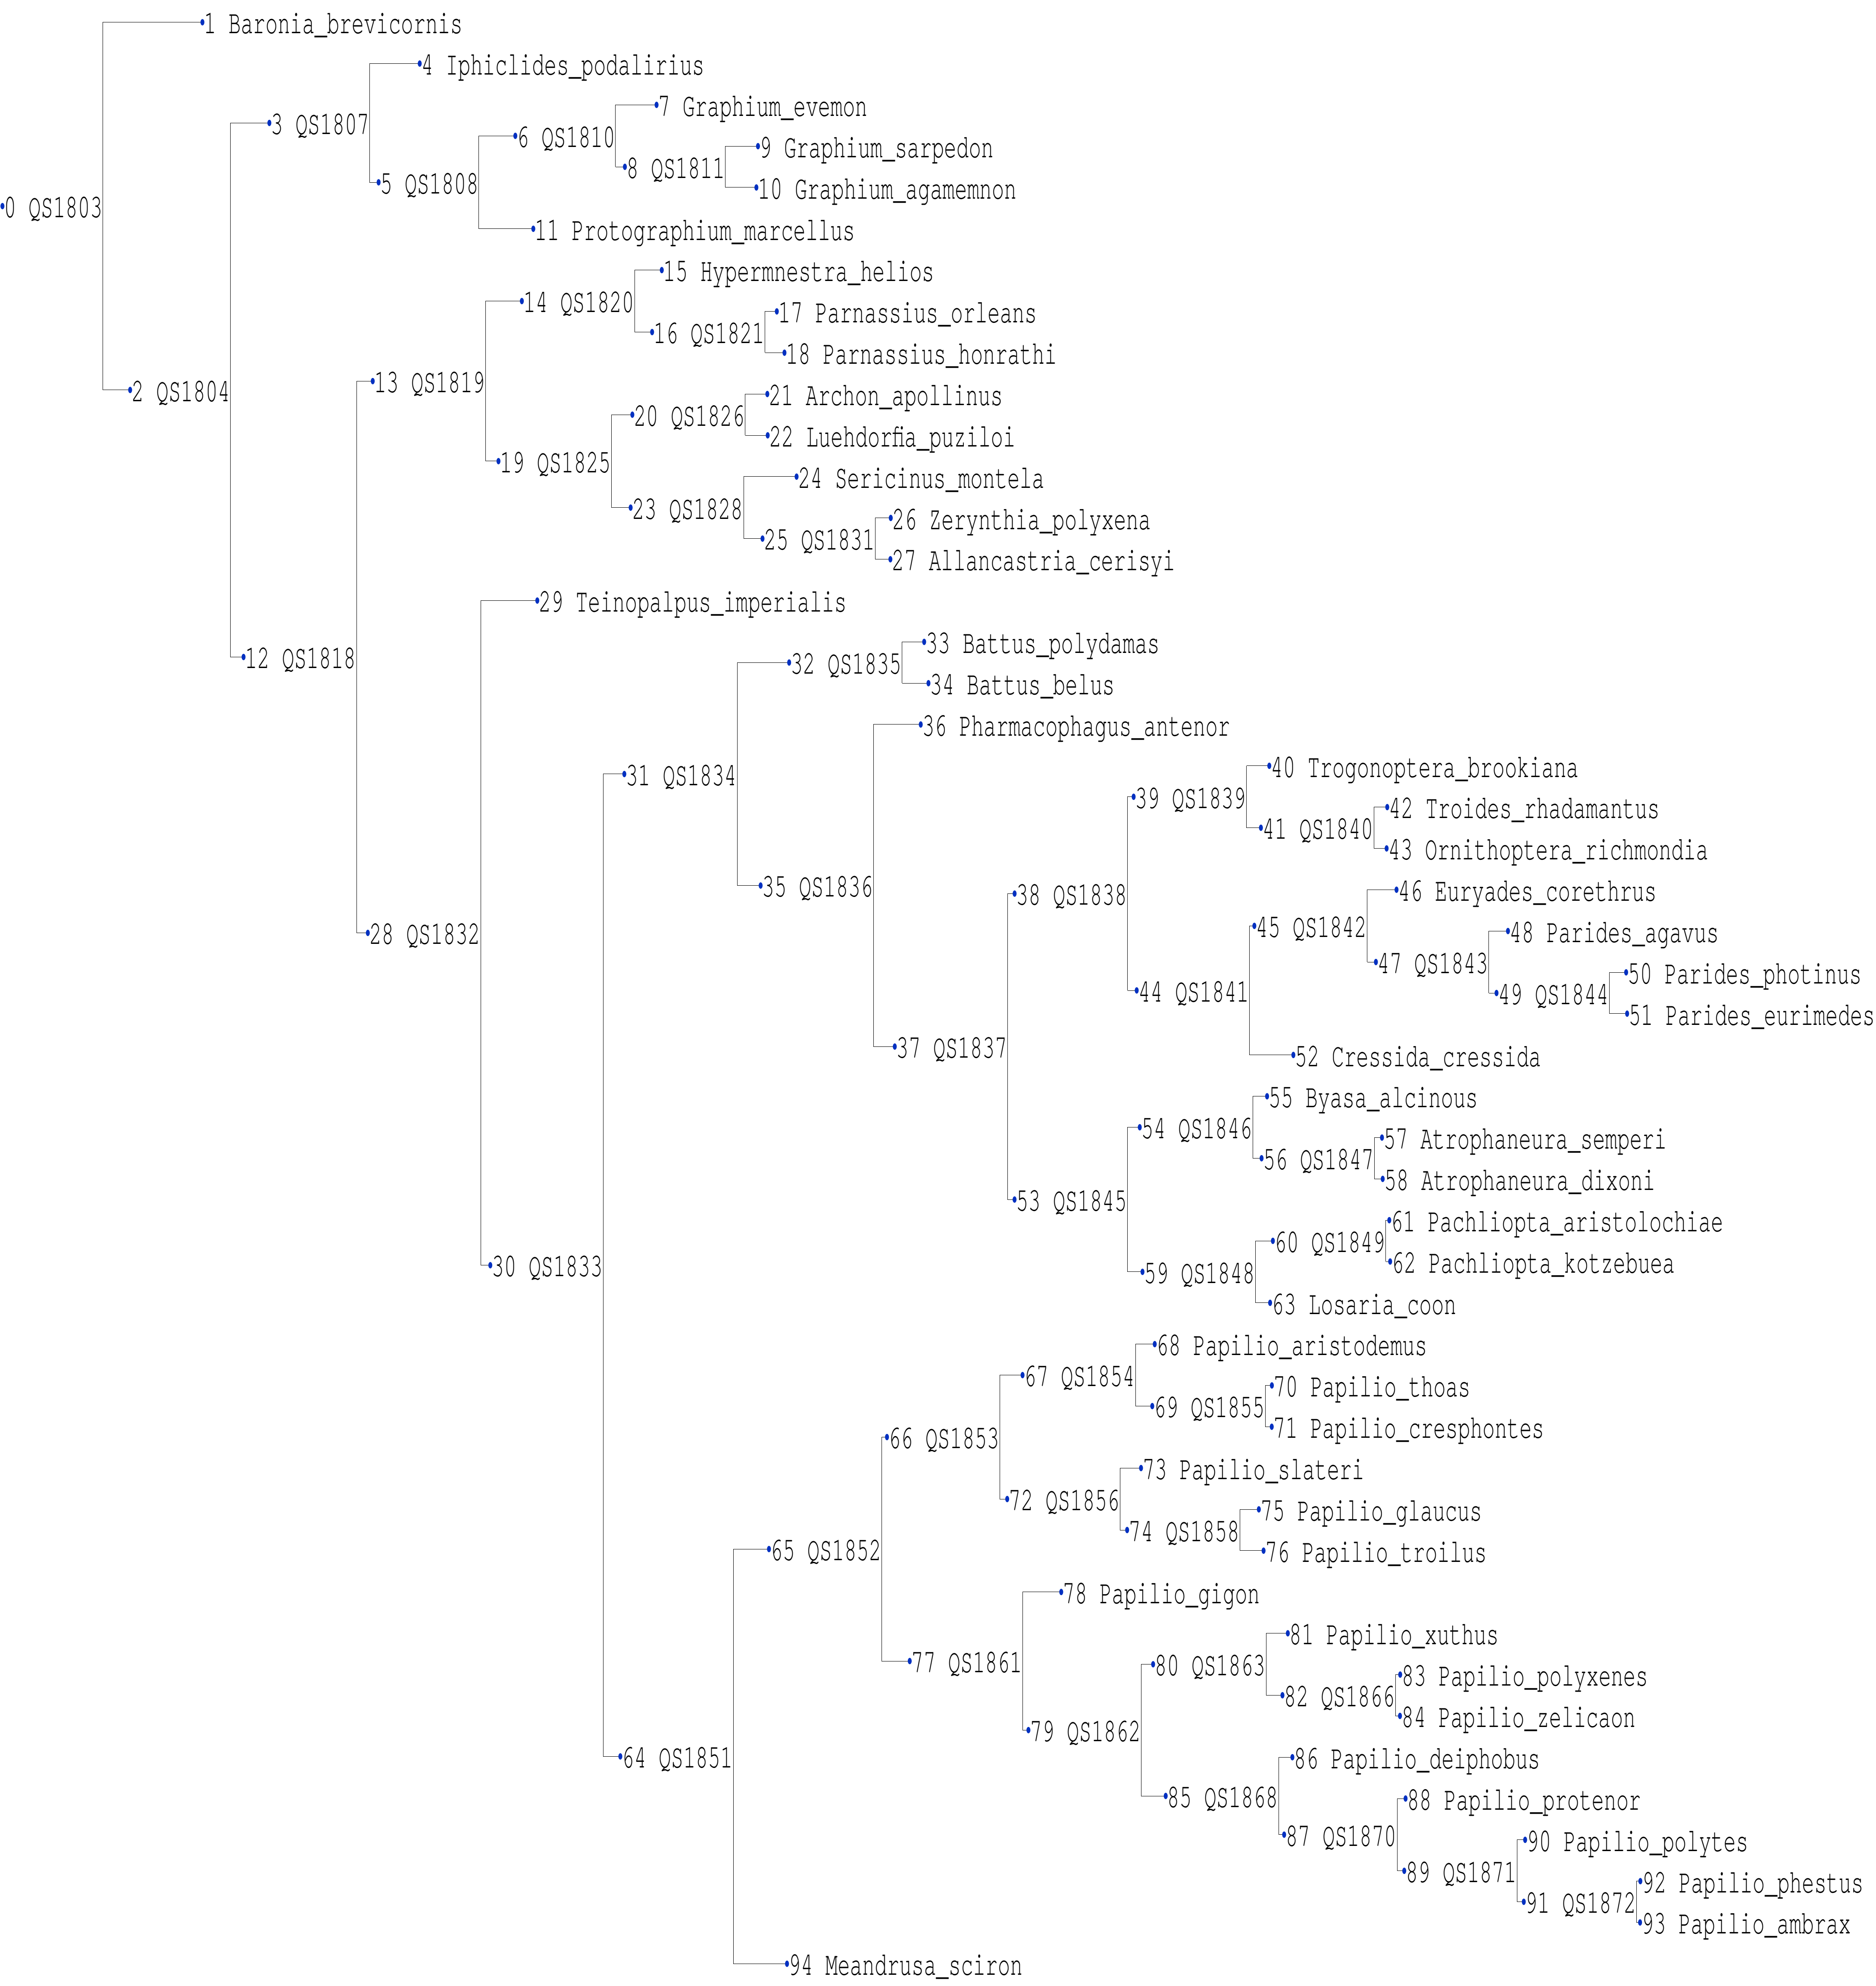 1 Baronia_brevicornis
4 Iphiclides_podalirius
7 Graphium_evemon
3 QS1807
6 QS1810
9 Graphium_sarpedon
8 QS1811
5 QS1808
10 Graphium_agamemnon
0 QS1803
11 Protographium_marcellus
15 Hypermnestra_helios
14 QS1820
17 Parnassius_orleans
16 QS1821
18 Parnassius_honrathi
13 QS1819
2 QS1804
21 Archon_apollinus
20 QS1826
22 Luehdorfia_puziloi
19 QS1825
24 Sericinus_montela
23 QS1828
26 Zerynthia_polyxena
25 QS1831
27 Allancastria_cerisyi
29 Teinopalpus_imperialis
33 Battus_polydamas
12 QS1818
32 QS1835
34 Battus_belus
36 Pharmacophagus_antenor
40 Trogonoptera_brookiana
31 QS1834
39 QS1839
42 Troides_rhadamantus
41 QS1840
43 Ornithoptera_richmondia
35 QS1836
46 Euryades_corethrus
38 QS1838
45 QS1842
48 Parides_agavus
28 QS1832
47 QS1843
50 Parides_photinus
44 QS1841
49 QS1844
51 Parides_eurimedes
37 QS1837
52 Cressida_cressida
55 Byasa_alcinous
54 QS1846
57 Atrophaneura_semperi
56 QS1847
58 Atrophaneura_dixoni
53 QS1845
61 Pachliopta_aristolochiae
60 QS1849
62 Pachliopta_kotzebuea
30 QS1833
59 QS1848
63 Losaria_coon
68 Papilio_aristodemus
67 QS1854
70 Papilio_thoas
69 QS1855
71 Papilio_cresphontes
66 QS1853
73 Papilio_slateri
72 QS1856
75 Papilio_glaucus
74 QS1858
65 QS1852
76 Papilio_troilus
78 Papilio_gigon
81 Papilio_xuthus
77 QS1861
80 QS1863
83 Papilio_polyxenes
82 QS1866
84 Papilio_zelicaon
79 QS1862
64 QS1851
86 Papilio_deiphobus
85 QS1868
88 Papilio_protenor
87 QS1870
90 Papilio_polytes
89 QS1871
92 Papilio_phestus
91 QS1872
93 Papilio_ambrax
94 Meandrusa_sciron